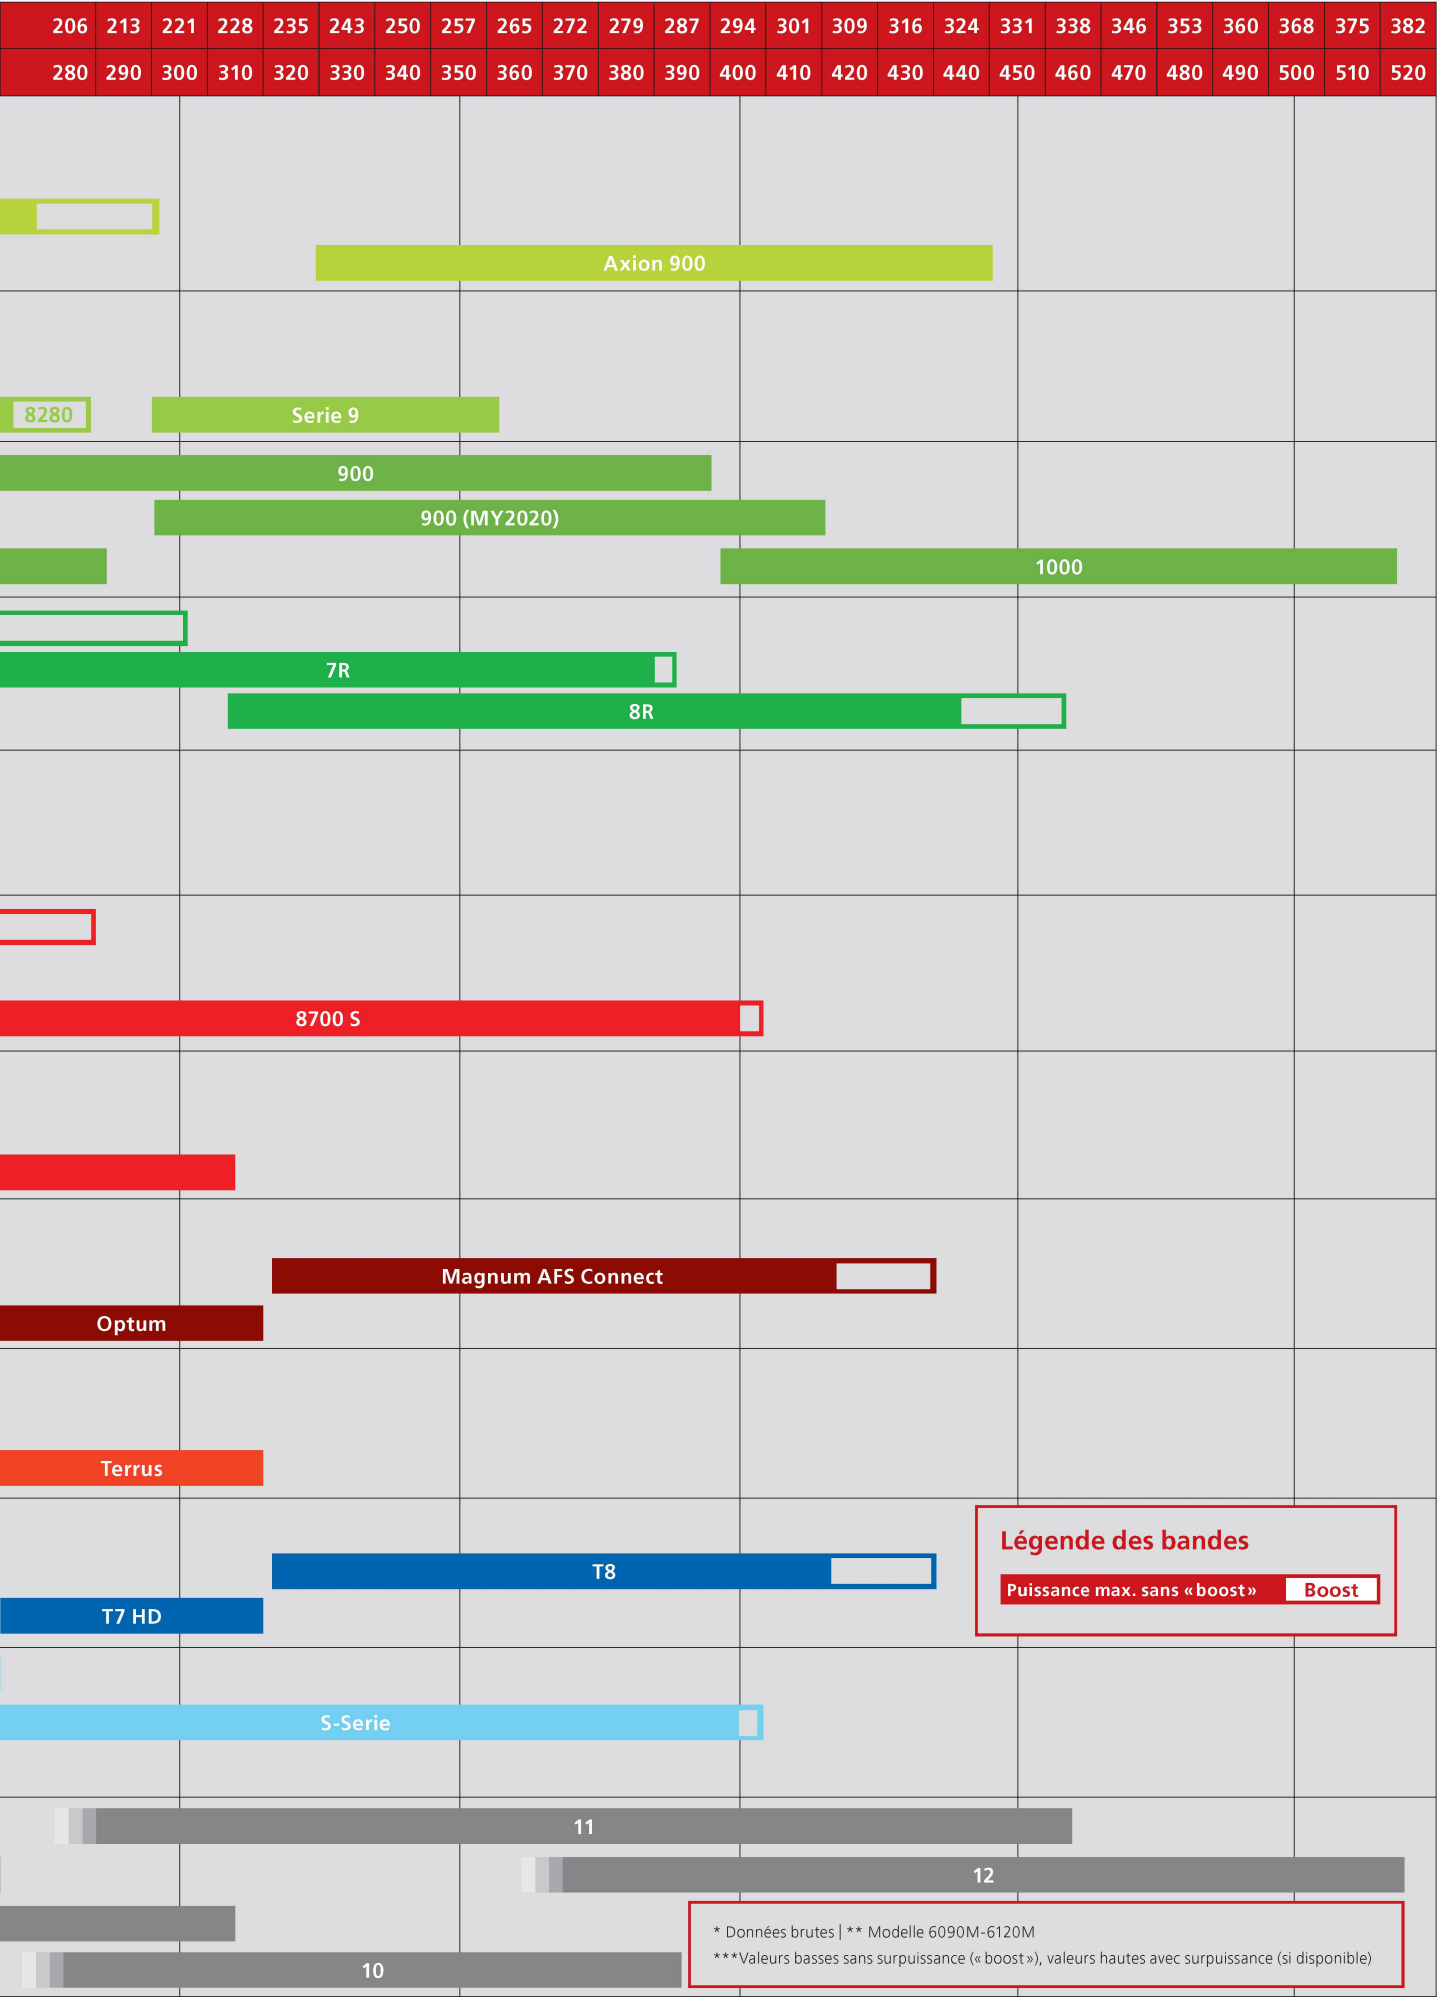 206 213 221 228 235 243 250 257 265 272 279 287 294 301 309 316 324 331 338 346 353 360 368 375 382
280 290 300 310 320 330 340 350 360 370 380 390 400 410 420 430 440 450 460 470 480 490 500 510 520
Axion 900
8280 Serie 9
900
900 (MY2020)
1000
7R
8R
8700 S
Magnum AFS Connect
Optum
Terrus
Légende des bandes
Puissance max. sans « boost » Boost
T8
T7 HD
S-Serie
11
12
10
* Données brutes | ** Modelle 6090M-6120M
***Valeurs basses sans surpuissance (« boost »), valeurs hautes avec surpuissance (si disponible)